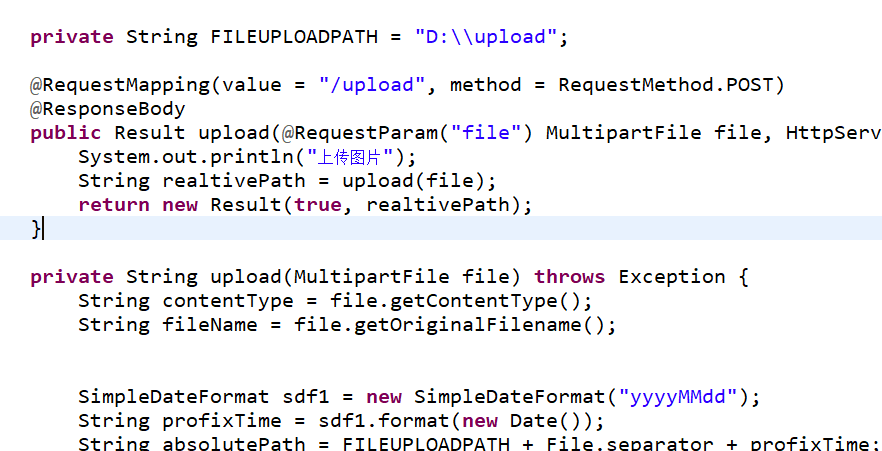 private String FILEUPLOADPATH = "D:\\upload";
@RequestMapping(value = "/upload", method = RequestMethod.POST)
@ResponseBody
public Result upload(@RequestParam("file") MultipartFile file, HttpServ
System.out.println("上传图片");
String realtivePath = upload(file);
return new Result(true, realtivePath);
}
private String upload(MultipartFile file) throws Exception {
String contentType = file.getContentType();
String fileName = file.getOriginalFilename();
SimpleDateFormat sdf1 = new SimpleDateFormat("yyyyMMdd");
String profixTime = sdf1.format(new Date());
String absolutePath = FILEUPLOADPATH + File.separator + profixTime;